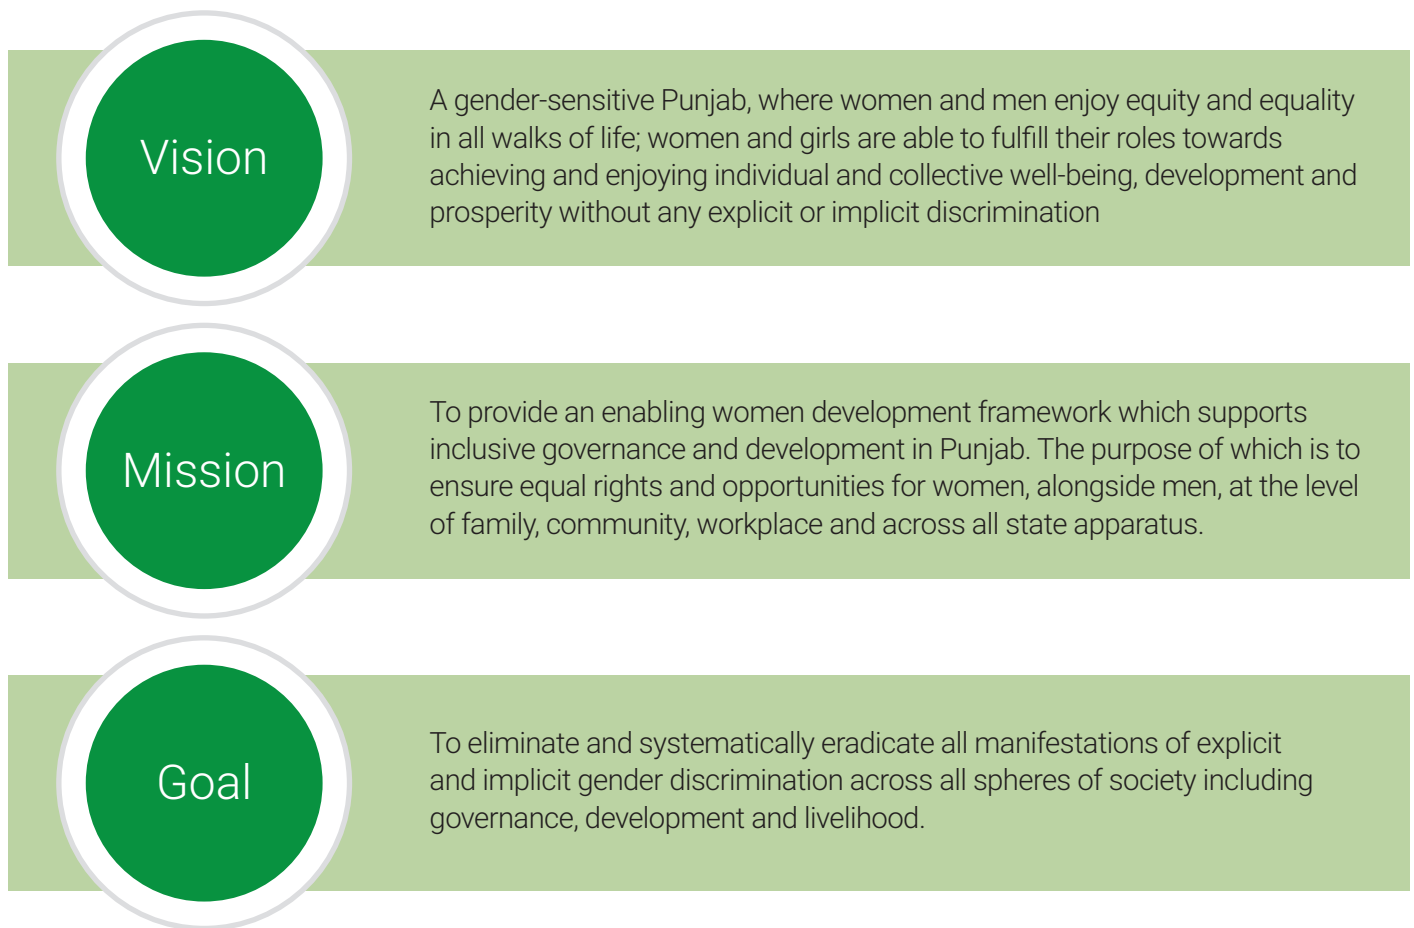 Vision
A gender-sensitive Punjab, where women and men enjoy equity and equality
in all walks of life; women and girls are able to fulfill their roles towards
achieving and enjoying individual and collective well-being, development and
prosperity without any explicit or implicit discrimination
Mission
To provide an enabling women development framework which supports
inclusive governance and development in Punjab. The purpose of which is to
ensure equal rights and opportunities for women, alongside men, at the level
of family, community, workplace and across all state apparatus.
Goal
To eliminate and systematically eradicate all manifestations of explicit
and implicit gender discrimination across all spheres of society including
governance, development and livelihood.